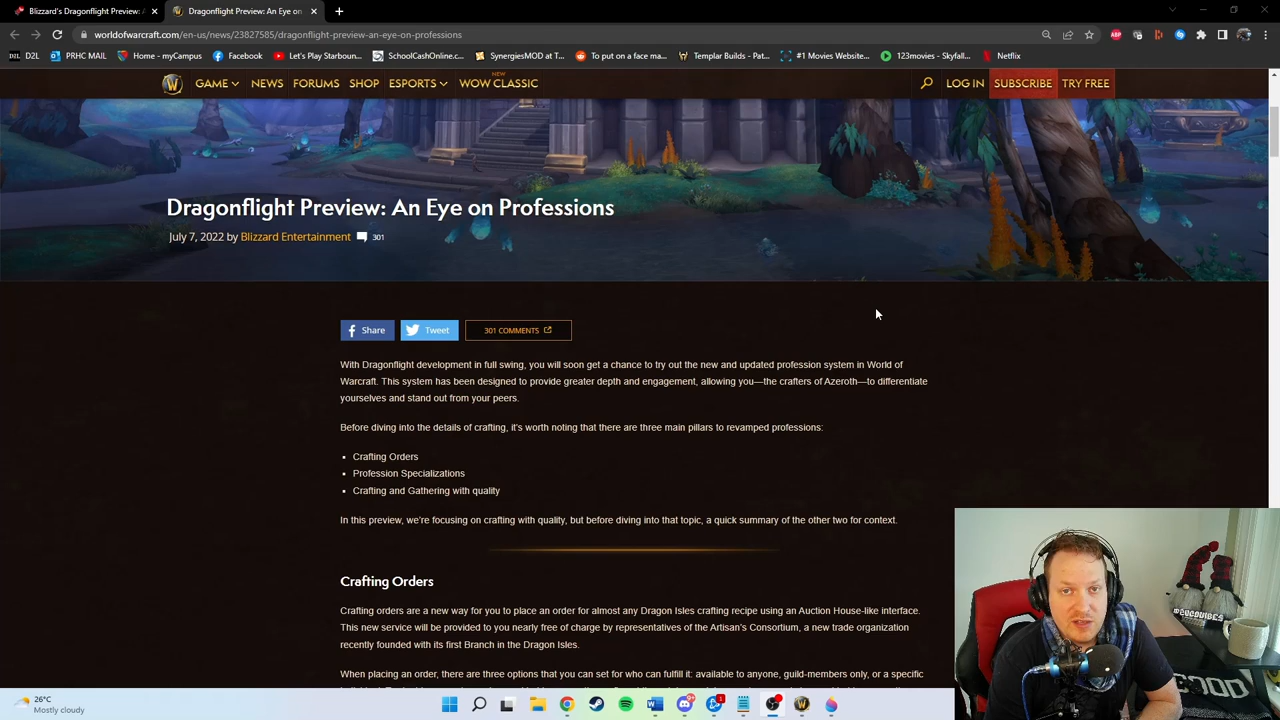 Blizzard's Dragonflight Preview: A
Dragonflight Preview: An Eye on
worldofwarcraft.com/en-us/news/23827585/dragonflight-preview-an-eye-on-professions
D2L
PRHC MAIL
Home - myCampus
Facebook
Let's Play Starboun...
SchoolCashOnline.c...
SynergiesMOD at T...
To put on a face ma...
Templar Builds - Pat...
#1 Movies Website...
123movies - Skyfall...
Netflix
GAME
NEWS
FORUMS
SHOP
ESPORTS
NEW
WOW CLASSIC
LOG IN
SUBSCRIBE
TRY FREE
Dragonflight Preview: An Eye on Professions
July 7, 2022 by Blizzard Entertainment 301
Share
Tweet
301 COMMENTS
With Dragonflight development in full swing, you will soon get a chance to try out the new and updated profession system in World of
Warcraft. This system has been designed to provide greater depth and engagement, allowing you—the crafters of Azeroth—to differentiate
yourselves and stand out from your peers.
Before diving into the details of crafting, it's worth noting that there are three main pillars to revamped professions:
• Crafting Orders
• Profession Specializations
• Crafting and Gathering with quality
In this preview, we're focusing on crafting with quality, but before diving into that topic, a quick summary of the other two for context.
Crafting Orders
Crafting orders are a new way for you to place an order for almost any Dragon Isles crafting recipe using an Auction House-like interface.
This new service will be provided to you nearly free of charge by representatives of the Artisan's Consortium, a new trade organization
recently founded with its first Branch in the Dragon Isles.
When placing an order, there are three options that you can set for who can fulfill it: available to anyone, guild-members only, or a specific
26°C
Mostly cloudy